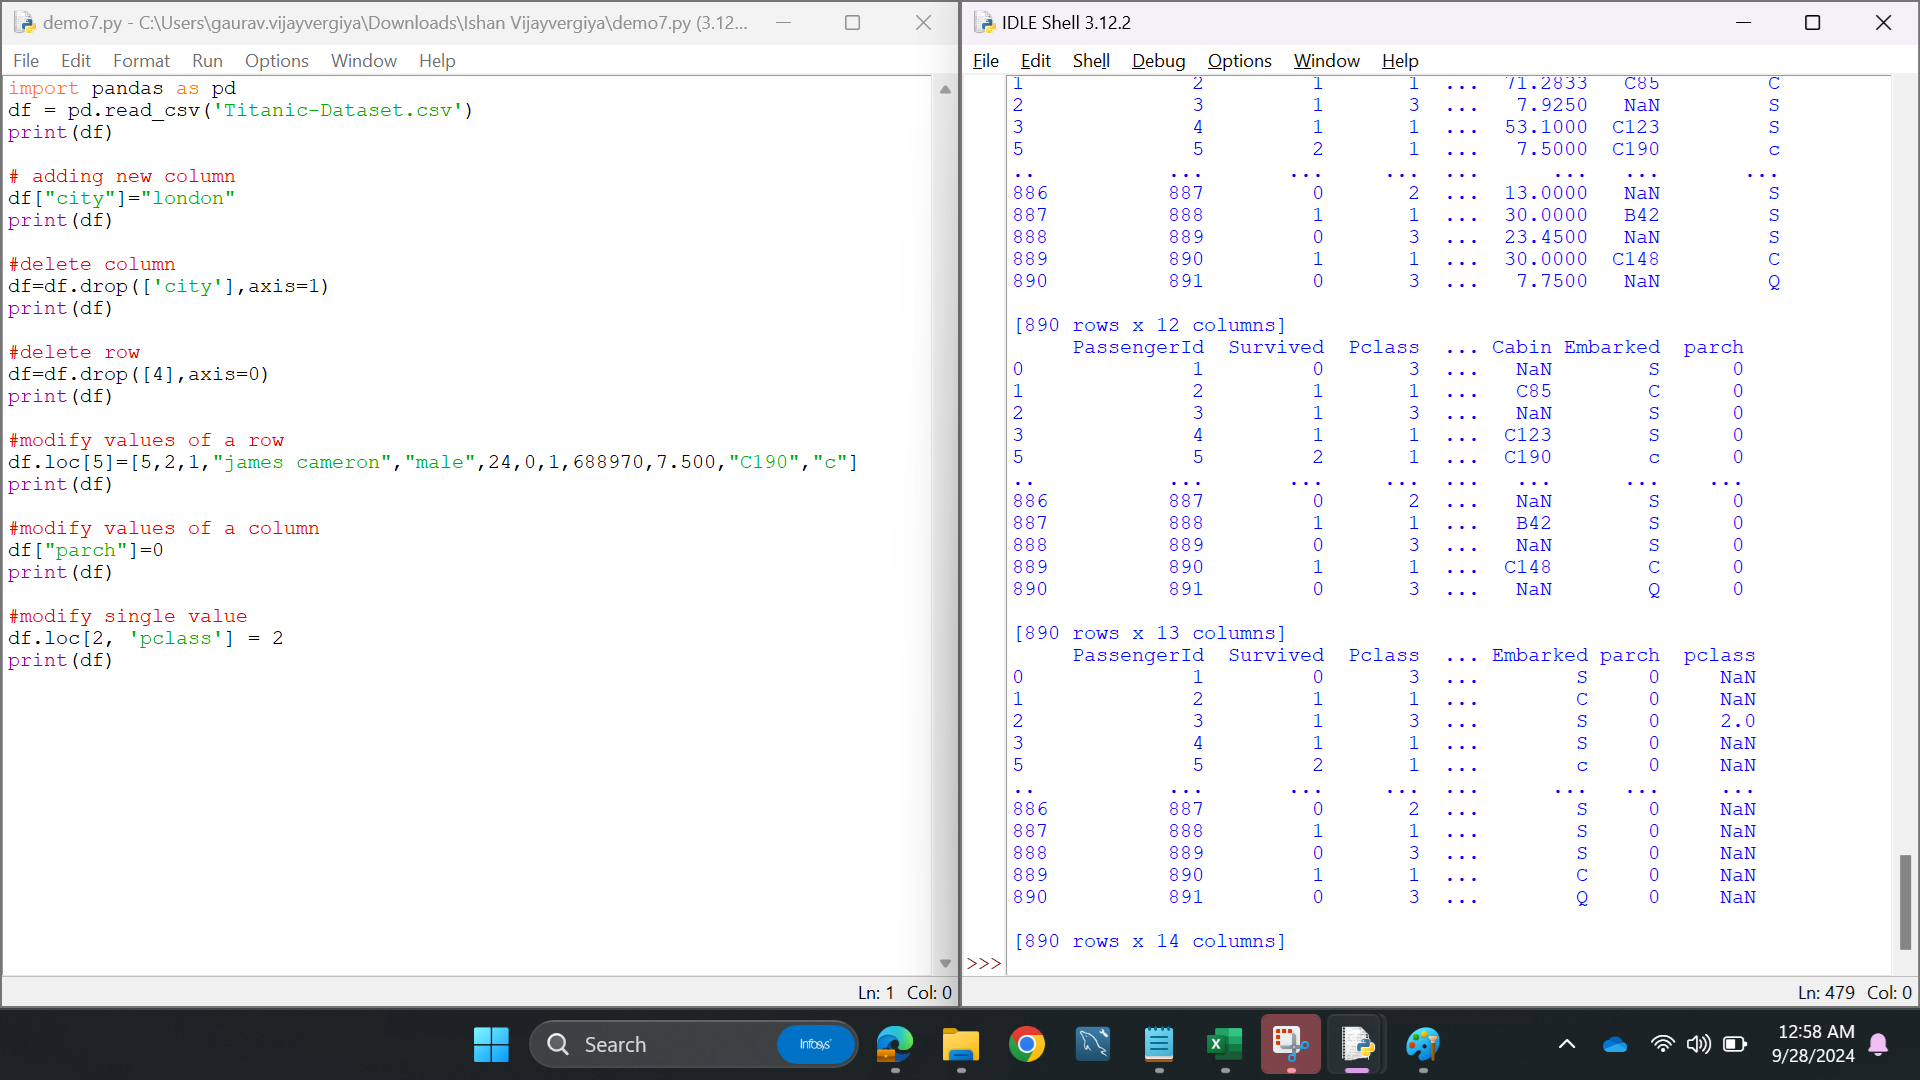 demo7.py - C:\Users\gaurav.vijayvergiya\Downloads\Ishan Vijayvergiya\demo7.py (3.12...
File Edit Format Run Options Window Help
import pandas as pd
df = pd.read_csv('Titanic-Dataset.csv')
print(df)
# adding new column
df["city"]="london"
print(df)
#delete column
df=df.drop(['city'],axis=1)
print(df)
#delete row
df=df.drop([4],axis=0)
print(df)
#modify values of a row
df.loc[5]=[5,2,1,"james cameron","male",24,0,1,688970,7.500,"C190","c"]
print(df)
#modify values of a column
df["parch"]=0
print(df)
#modify single value
df.loc[2, 'pclass'] = 2
print(df)
Ln: 1 Col: 0
IDLE Shell 3.12.2
File Edit Shell Debug Options Window Help
1 2 1 1 ... 71.2833 C85 C
2 3 1 3 ... 7.9250 NaN S
3 4 1 1 ... 53.1000 C123 S
5 5 2 1 ... 7.5000 C190 c
.. ... ... ... ... ... ... ...
886 887 0 2 ... 13.0000 NaN S
887 888 1 1 ... 30.0000 B42 S
888 889 0 3 ... 23.4500 NaN S
889 890 1 1 ... 30.0000 C148 C
890 891 0 3 ... 7.7500 NaN Q
[890 rows x 12 columns]
PassengerId Survived Pclass ... Cabin Embarked parch
0 1 0 3 ... NaN S 0
1 2 1 1 ... C85 C 0
2 3 1 3 ... NaN S 0
3 4 1 1 ... C123 S 0
5 5 2 1 ... C190 c 0
.. ... ... ... ... ... ... ...
886 887 0 2 ... NaN S 0
887 888 1 1 ... B42 S 0
888 889 0 3 ... NaN S 0
889 890 1 1 ... C148 C 0
890 891 0 3 ... NaN Q 0
[890 rows x 13 columns]
PassengerId Survived Pclass ... Embarked parch pclass
0 1 0 3 ... S 0 NaN
1 2 1 1 ... C 0 NaN
2 3 1 3 ... S 0 2.0
3 4 1 1 ... S 0 NaN
5 5 2 1 ... c 0 NaN
.. ... ... ... ... ... ... ...
886 887 0 2 ... S 0 NaN
887 888 1 1 ... S 0 NaN
888 889 0 3 ... S 0 NaN
889 890 1 1 ... C 0 NaN
890 891 0 3 ... Q 0 NaN
[890 rows x 14 columns]
>>>
Ln: 479 Col: 0
Search
Infosys
12:58 AM
9/28/2024